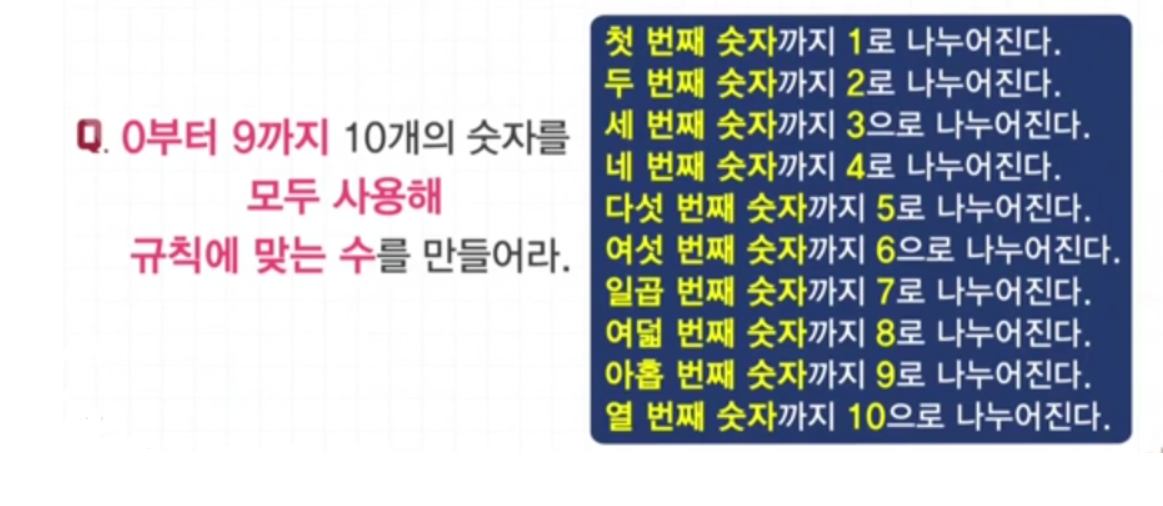 Q. 0부터 9까지 10개의 숫자를
모두 사용해
규칙에 맞는 수를 만들어라.
첫 번째 숫자까지 1로 나누어진다.
두 번째 숫자까지 2로 나누어진다.
세 번째 숫자까지 3으로 나누어진다.
네 번째 숫자까지 4로 나누어진다.
다섯 번째 숫자까지 5로 나누어진다.
여섯 번째 숫자까지 6으로 나누어진다.
일곱 번째 숫자까지 7로 나누어진다.
여덟 번째 숫자까지 8로 나누어진다.
아홉 번째 숫자까지 9로 나누어진다.
열 번째 숫자까지 10으로 나누어진다.